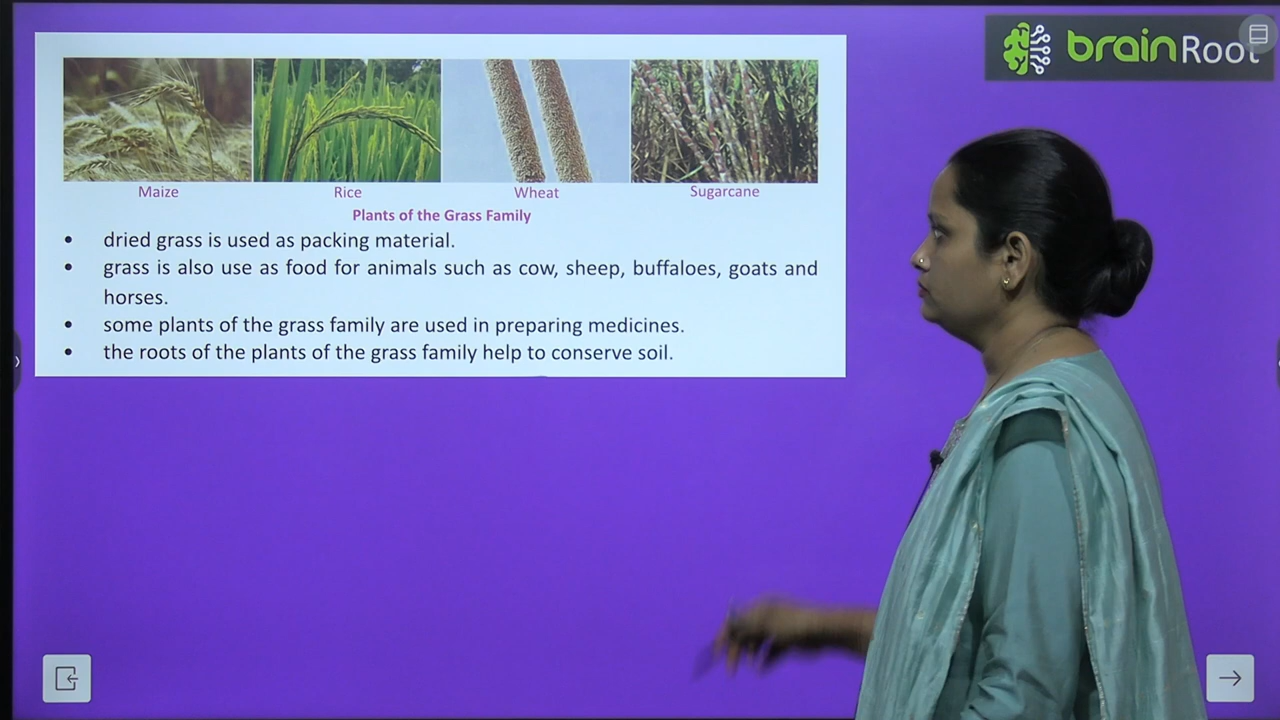 brainRoot
Maize Rice Wheat Sugarcane
Plants of the Grass Family
• dried grass is used as packing material.
• grass is also use as food for animals such as cow, sheep, buffaloes, goats and
horses.
• some plants of the grass family are used in preparing medicines.
• the roots of the plants of the grass family help to conserve soil.